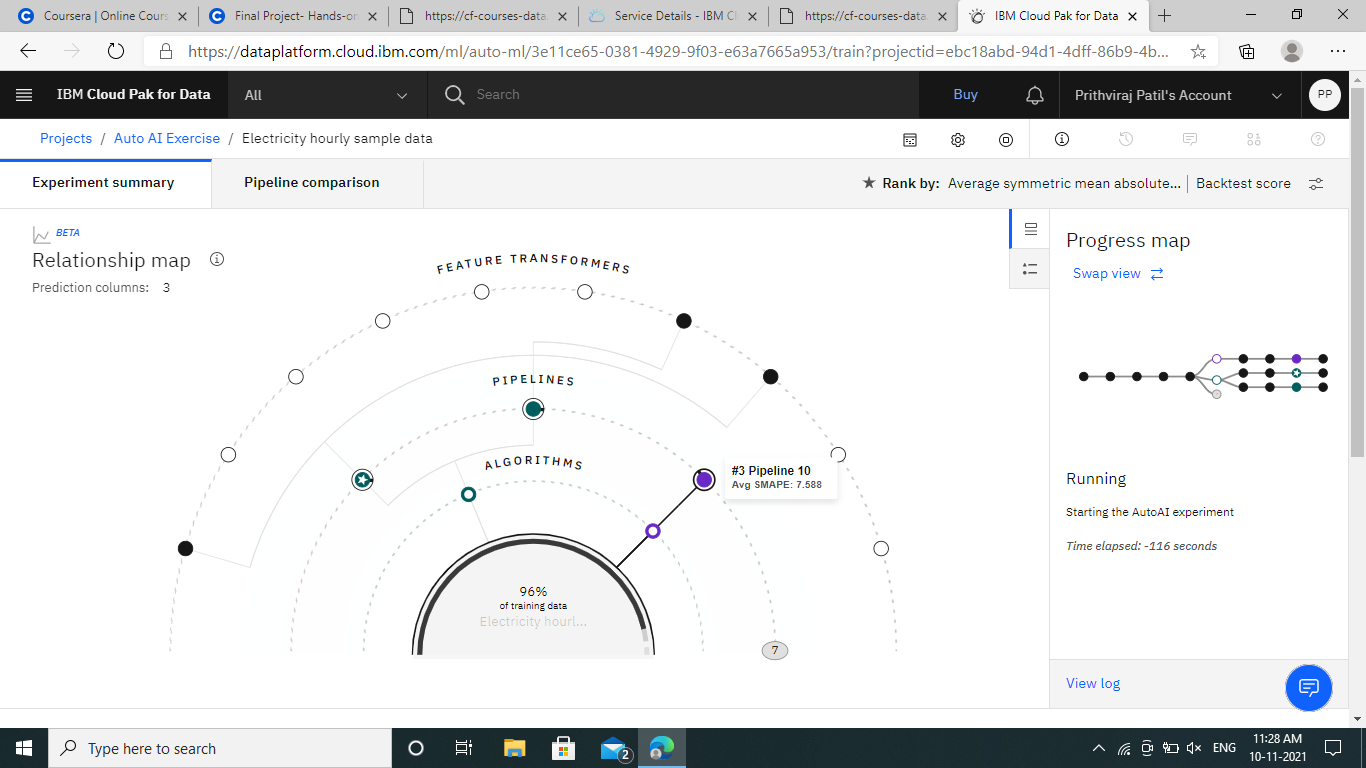 Coursera | Online Cours
Final Project- Hands-on
https://cf-courses-data.
Service Details - IBM Cl
https://cf-courses-data.
IBM Cloud Pak for Data
https://dataplatform.cloud.ibm.com/ml/auto-ml/3e11ce65-0381-4929-9f03-e63a7665a953/train?projectid=ebc18abd-94d1-4dff-86b9-4b...
IBM Cloud Pak for Data
All
Search
Buy
Prithviraj Patil's Account
PP
Projects / Auto AI Exercise / Electricity hourly sample data
Experiment summary
Pipeline comparison
Rank by: Average symmetric mean absolute... | Backtest score
BETA
Relationship map
Prediction columns: 3
FEATURE TRANSFORMERS
PIPELINES
ALGORITHMS
#3 Pipeline 10
Avg SMAPE: 7.588
96%
of training data
Electricity hourl...
7
Progress map
Swap view
Running
Starting the AutoAI experiment
Time elapsed: -116 seconds
View log
Type here to search
2
ENG
11:28 AM
10-11-2021